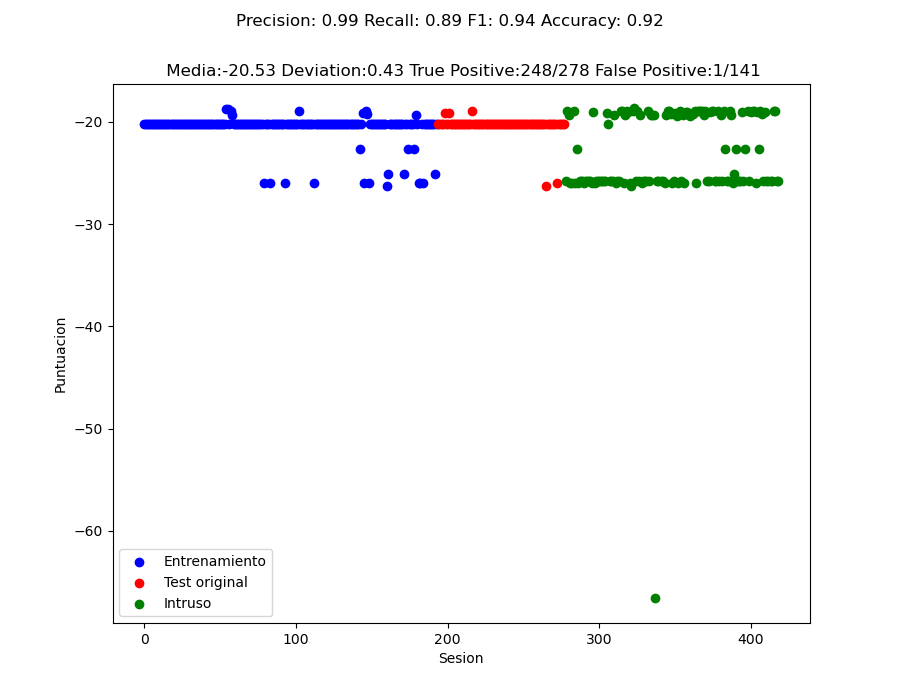 Precision: 0.99 Recall: 0.89 F1: 0.94 Accuracy: 0.92
Media:-20.53 Deviation:0.43 True Positive:248/278 False Positive:1/141
−20
−30
−40
−50
−60
Puntuacion
Entrenamiento
Test original
Intruso
0 100 200 300 400
Sesion